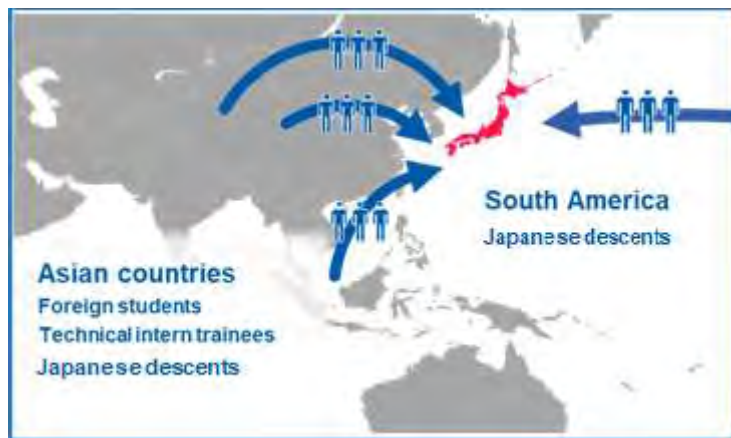 South America
Japanese descents
Asian countries
Foreign students
Technical intern trainees
Japanese descents